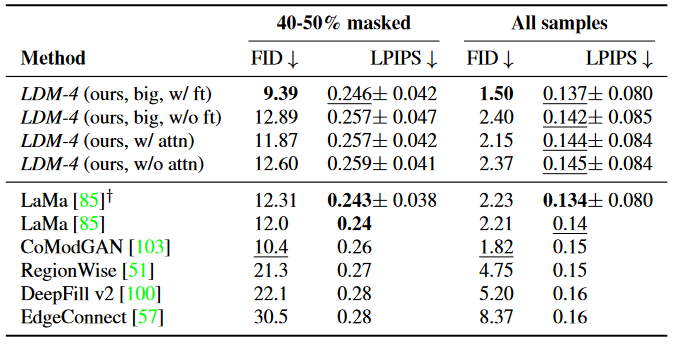 40-50% masked All samples
Method FID ↓ LPIPS ↓ FID ↓ LPIPS ↓
LDM-4 (ours, big, w/ ft) 9.39 0.246± 0.042 1.50 0.137± 0.080
LDM-4 (ours, big, w/o ft) 12.89 0.257± 0.047 2.40 0.142± 0.085
LDM-4 (ours, w/ attn) 11.87 0.257± 0.042 2.15 0.144± 0.084
LDM-4 (ours, w/o attn) 12.60 0.259± 0.041 2.37 0.145± 0.084
LaMa [85]† 12.31 0.243± 0.038 2.23 0.134± 0.080
LaMa [85] 12.0 0.24 2.21 0.14
CoModGAN [103] 10.4 0.26 1.82 0.15
RegionWise [51] 21.3 0.27 4.75 0.15
DeepFill v2 [100] 22.1 0.28 5.20 0.16
EdgeConnect [57] 30.5 0.28 8.37 0.16